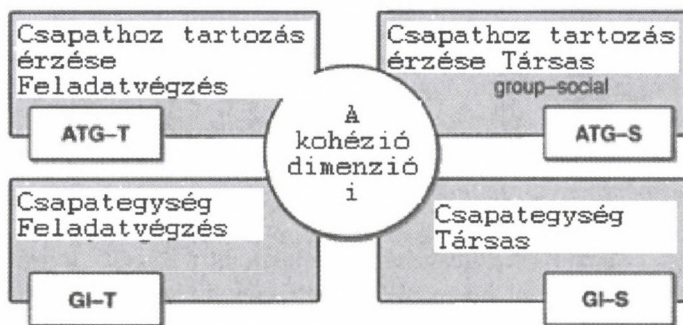 Csapathoz tartozás
érzése
Feladatvégzés
ATG–T
Csapathoz tartozás
érzése Társas
group–social
ATG–S
A
kohézió
dimenzió
i
Csapategység
Feladatvégzés
GI–T
Csapategység
Társas
GI–S